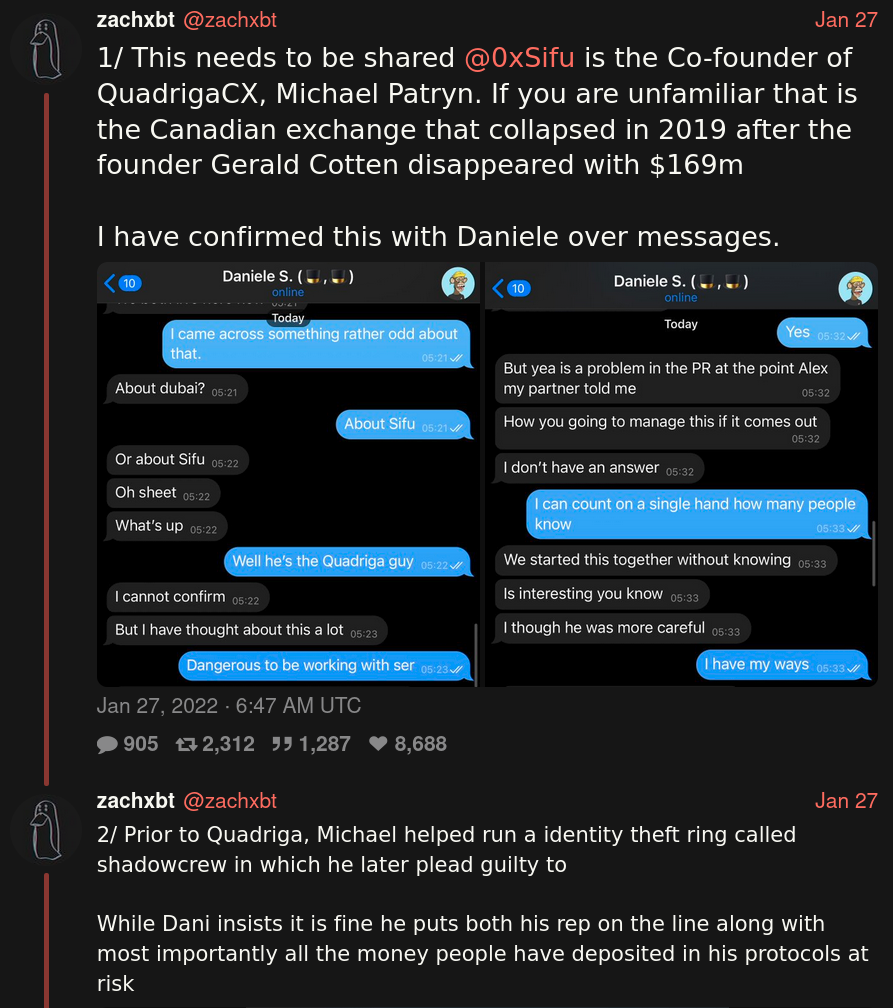 zachxbt @zachxbt Jan 27
1/ This needs to be shared @0xSifu is the Co-founder of
QuadrigaCX, Michael Patryn. If you are unfamiliar that is
the Canadian exchange that collapsed in 2019 after the
founder Gerald Cotten disappeared with $169m
I have confirmed this with Daniele over messages.
10 Daniele S. ( , )
online
Today
I came across something rather odd about
that. 05:21
About dubai? 05:21
About Sifu 05:21
Or about Sifu 05:22
Oh sheet 05:22
What's up 05:22
Well he's the Quadriga guy 05:22
I cannot confirm 05:22
But I have thought about this a lot 05:23
Dangerous to be working with ser 05:23
10 Daniele S. ( , )
online
Today
Yes 05:32
But yea is a problem in the PR at the point Alex
my partner told me 05:32
How you going to manage this if it comes out
05:32
I don't have an answer 05:32
I can count on a single hand how many people
know 05:33
We started this together without knowing 05:33
Is interesting you know 05:33
I though he was more careful 05:33
I have my ways 05:33
Jan 27, 2022 · 6:47 AM UTC
905 2,312 1,287 8,688
zachxbt @zachxbt Jan 27
2/ Prior to Quadriga, Michael helped run a identity theft ring called
shadowcrew in which he later plead guilty to
While Dani insists it is fine he puts both his rep on the line along with
most importantly all the money people have deposited in his protocols at
risk